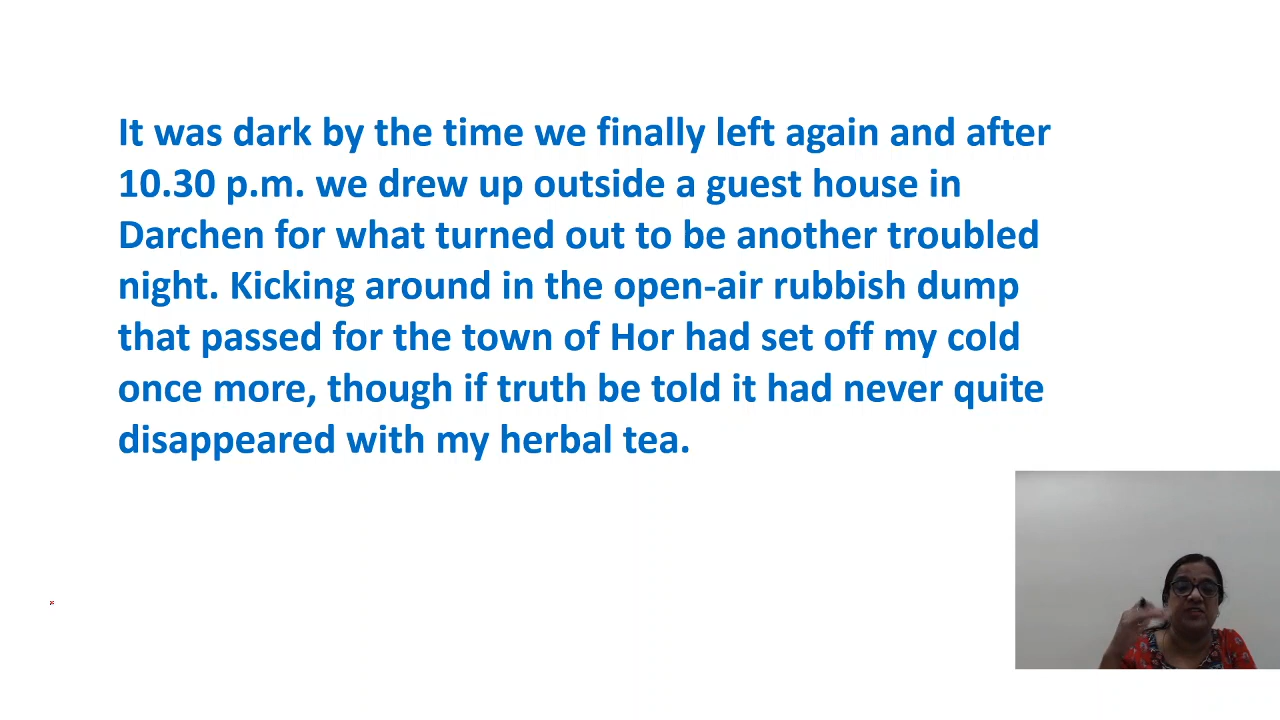 It was dark by the time we finally left again and after
10.30 p.m. we drew up outside a guest house in
Darchen for what turned out to be another troubled
night. Kicking around in the open-air rubbish dump
that passed for the town of Hor had set off my cold
once more, though if truth be told it had never quite
disappeared with my herbal tea.